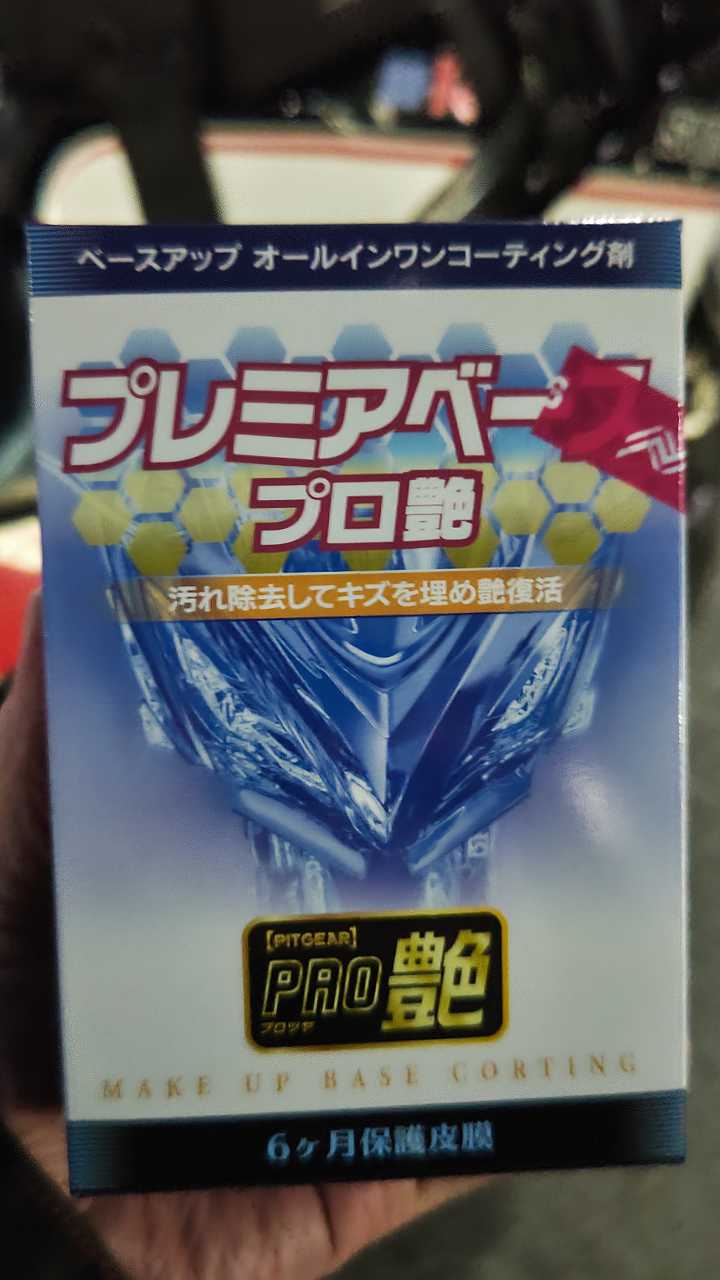 ベースアップ オールインワンコーティング剤
プレミアベー
プロ艶
汚れ除去してキズを埋め艶復活
【PITGEAR】
PRO艶
プロツヤ
MAKE UP BASE CORTING
6ヶ月保護皮膜